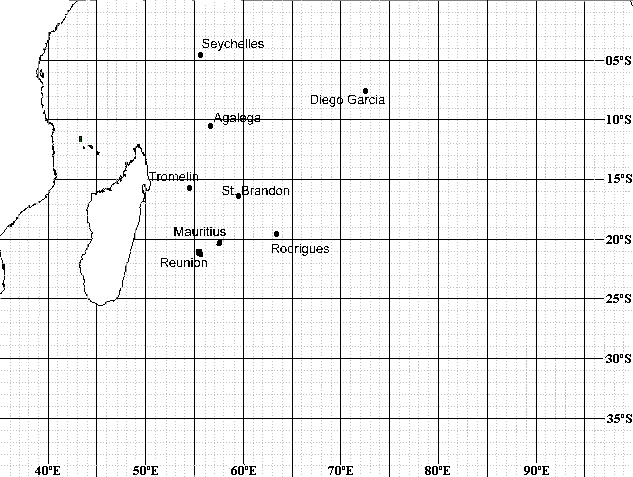 Seychelles
05°S
Diego Garcia
Agalega
10°S
Tromelin
15°S
St. Brandon
Mauritius
20°S
Rodrigues
Reunion
25°S
30°S
35°S
40°E 50°E 60°E 70°E 80°E 90°E